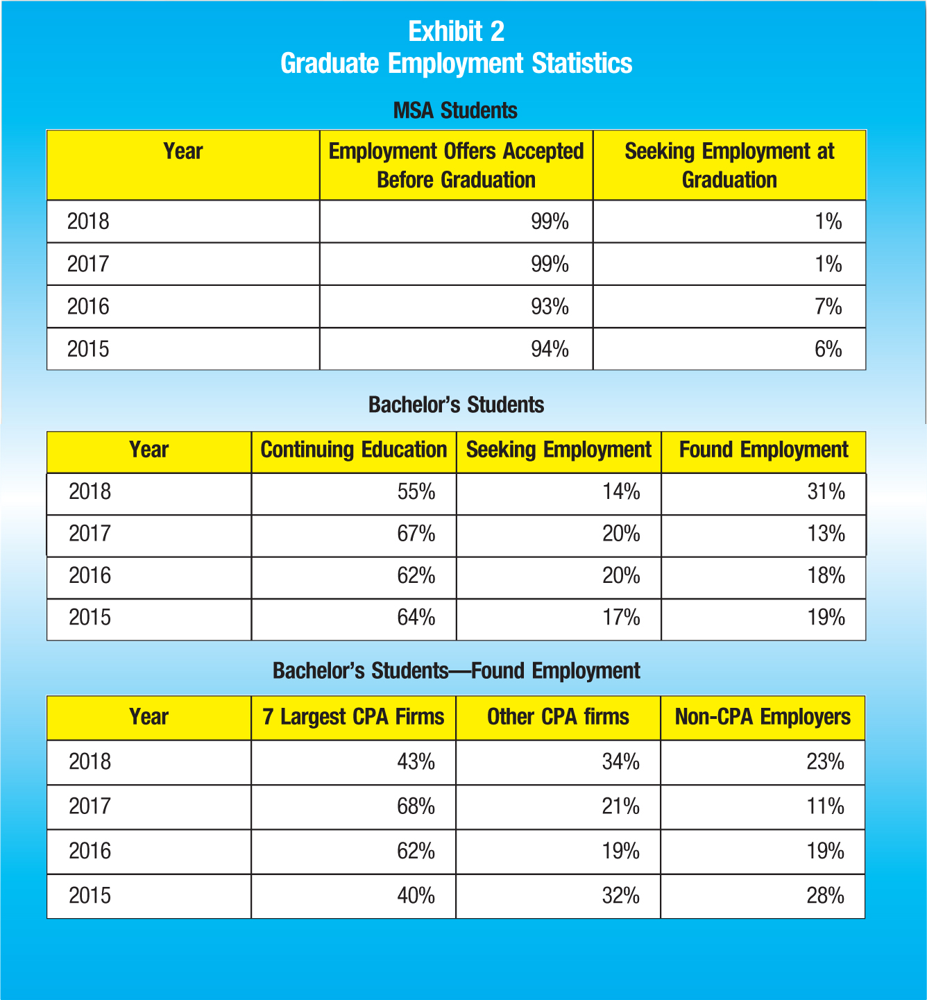 Exhibit 2
Graduate Employment Statistics
MSA Students
Year Employment Offers Accepted Before Graduation Seeking Employment at Graduation
2018 99% 1%
2017 99% 1%
2016 93% 7%
2015 94% 6%
Bachelor’s Students
Year Continuing Education Seeking Employment Found Employment
2018 55% 14% 31%
2017 67% 20% 13%
2016 62% 20% 18%
2015 64% 17% 19%
Bachelor’s Students—Found Employment
Year 7 Largest CPA Firms Other CPA firms Non-CPA Employers
2018 43% 34% 23%
2017 68% 21% 11%
2016 62% 19% 19%
2015 40% 32% 28%